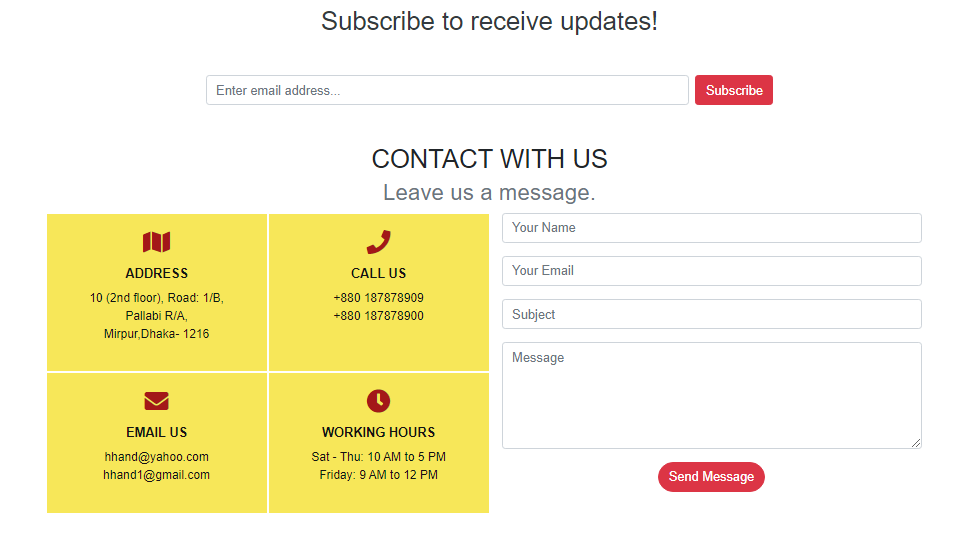 Subscribe to receive updates!
Enter email address...
Subscribe
CONTACT WITH US
Leave us a message.
ADDRESS
10 (2nd floor), Road: 1/B,
Pallabi R/A,
Mirpur,Dhaka- 1216
CALL US
+880 187878909
+880 187878900
EMAIL US
hhand@yahoo.com
hhand1@gmail.com
WORKING HOURS
Sat - Thu: 10 AM to 5 PM
Friday: 9 AM to 12 PM
Your Name
Your Email
Subject
Message
Send Message